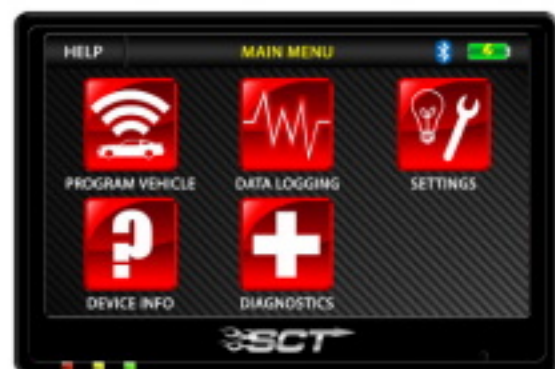 HELP MAIN MENU
PROGRAM VEHICLE DATA LOGGING SETTINGS
DEVICE INFO DIAGNOSTICS
SCT